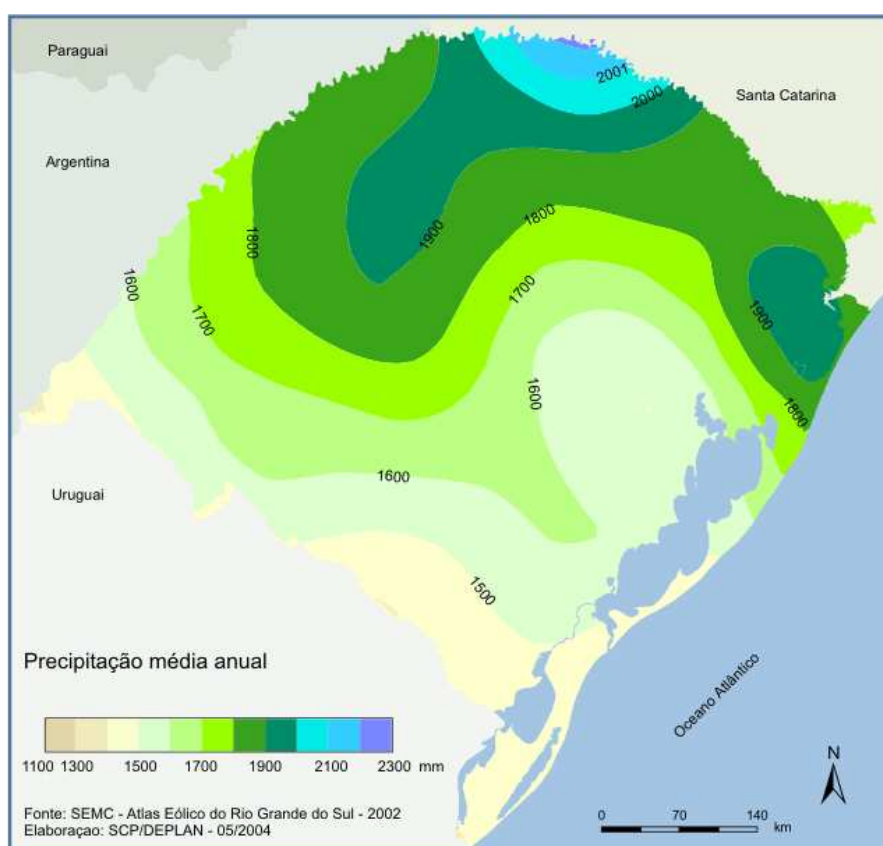 Paraguai
Santa Catarina
Argentina
Uruguai
2001
2000
1900
1800
1800
1700
1600
1700
1900
1600
1800
1600
1500
Oceano Atlântico
Precipitação média anual
1100 1300 1500 1700 1900 2100 2300 mm
N
0 70 140
km
Fonte: SEMC - Atlas Eólico do Rio Grande do Sul - 2002
Elaboraçao: SCP/DEPLAN - 05/2004